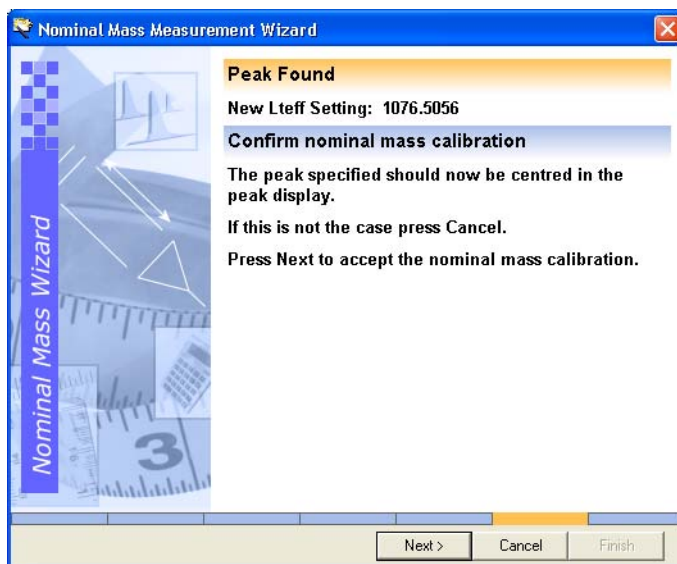 Nominal Mass Measurement Wizard
Peak Found
New Lteff Setting: 1076.5056
Confirm nominal mass calibration
The peak specified should now be centred in the
peak display.
If this is not the case press Cancel.
Press Next to accept the nominal mass calibration.
Nominal Mass Wizard
3
Next >
Cancel
Finish